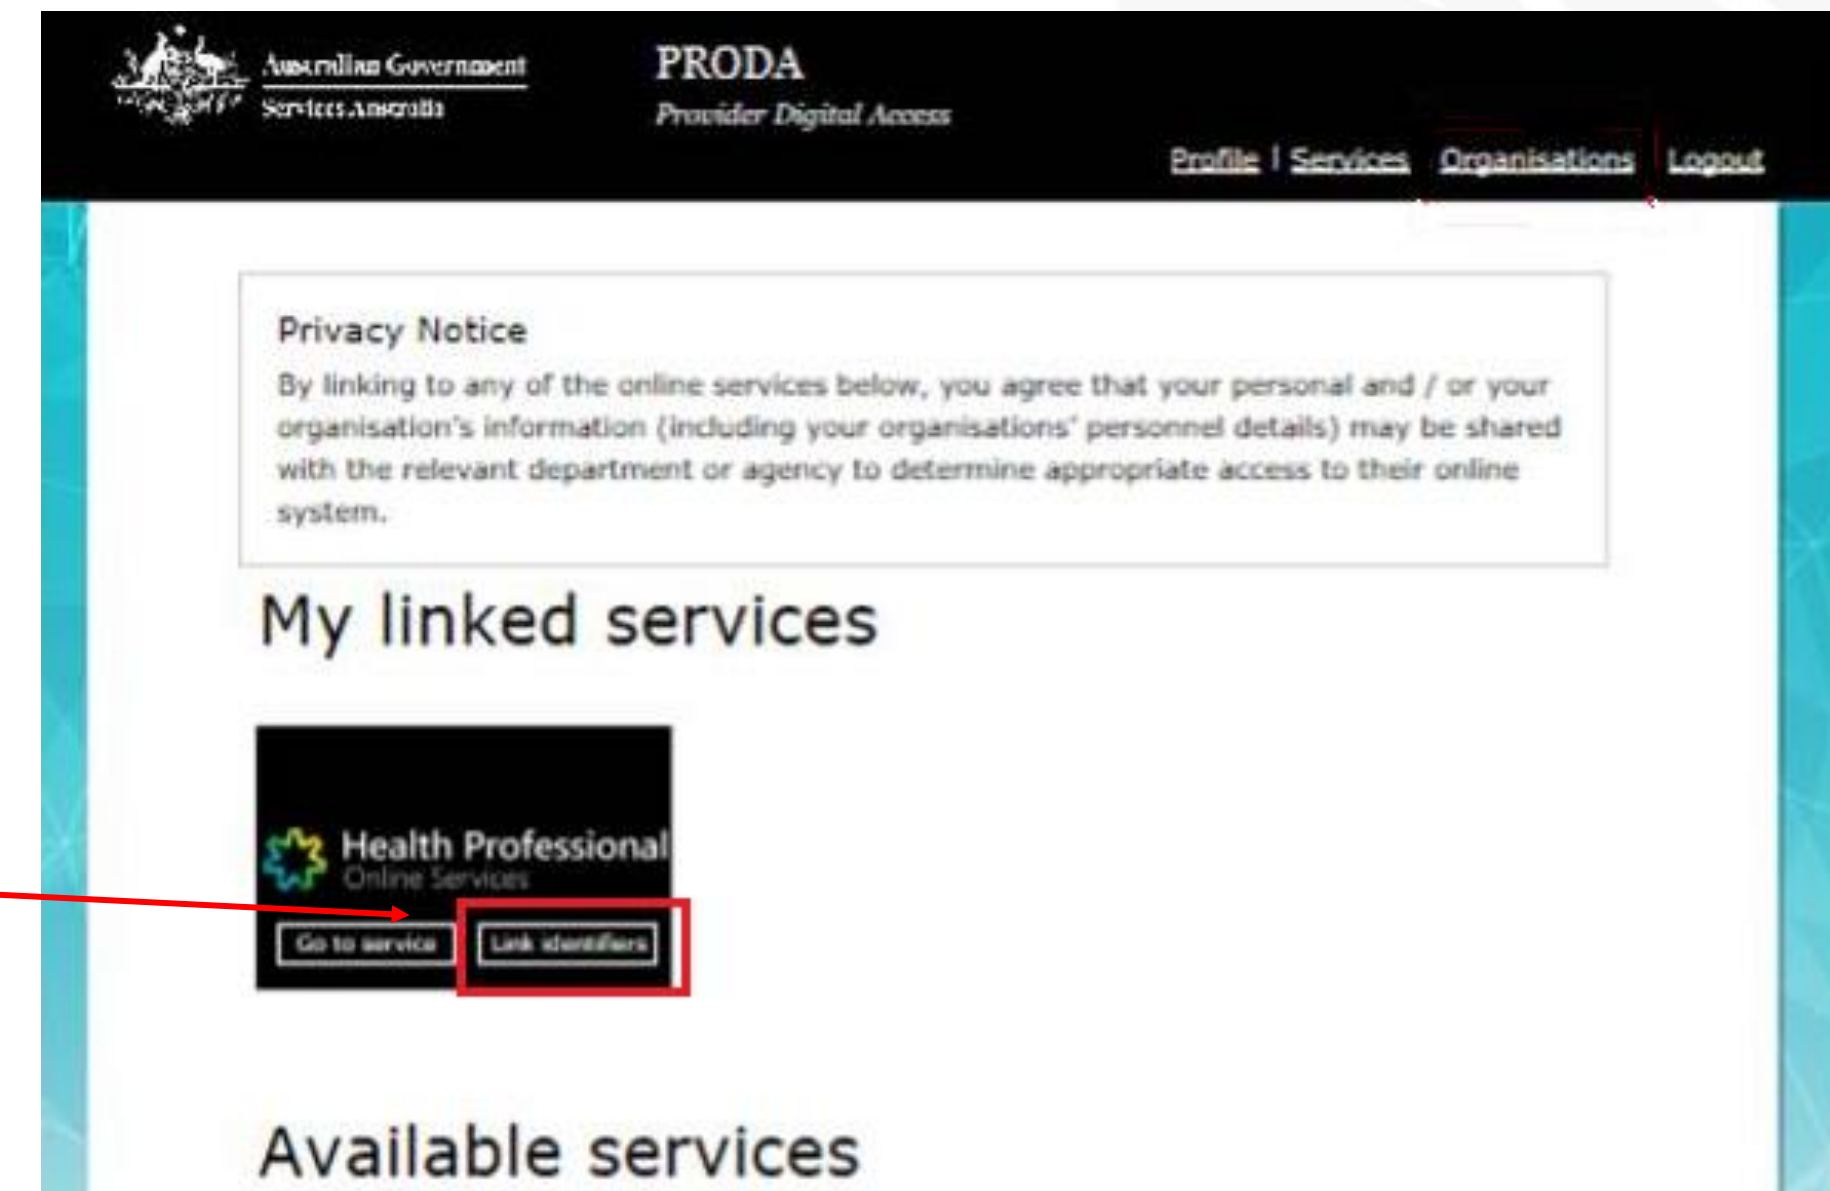 Australian Government
Services Australia
PRODA
Provider Digital Access
Profile | Services Organisations Logout
Privacy Notice
By linking to any of the online services below, you agree that your personal and / or your
organisation's information (including your organisations' personnel details) may be shared
with the relevant department or agency to determine appropriate access to their online
system.
My linked services
Health Professional
Online Services
Go to service Link identifiers
Available services